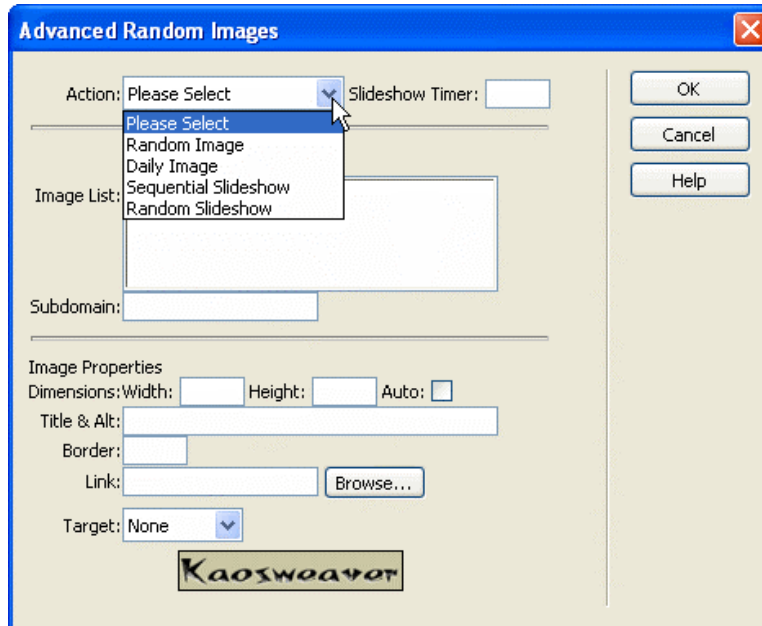 Advanced Random Images
Action: Please Select Slideshow Timer:
Please Select
Random Image
Daily Image
Sequential Slideshow
Random Slideshow
Image List:
Subdomain:
Image Properties
Dimensions: Width: Height: Auto:
Title & Alt:
Border:
Link: Browse...
Target: None
Kaosweaver
OK
Cancel
Help